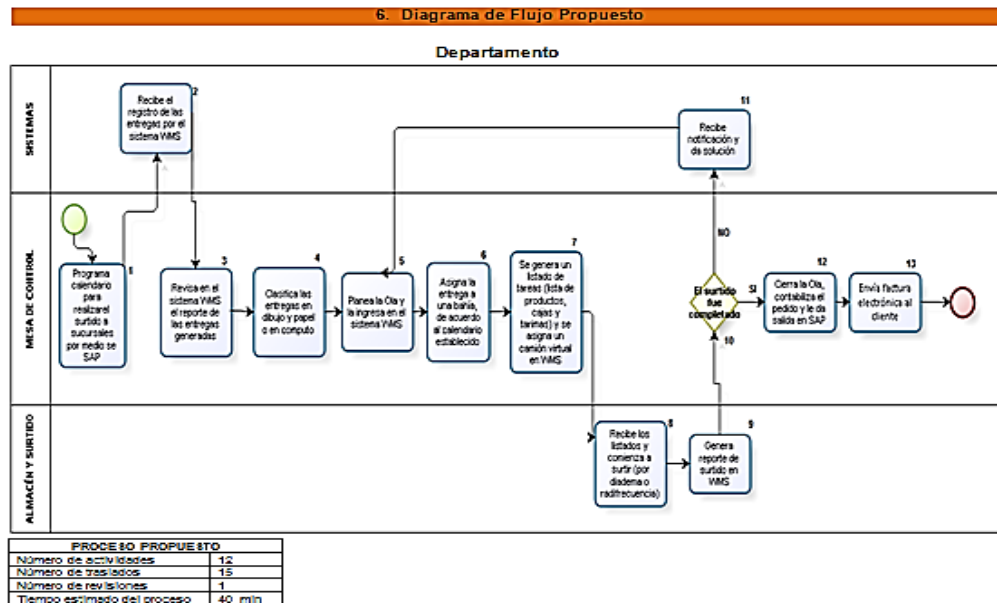 6. Diagrama de Flujo Propuesto
Departamento
SISTEMAS
Recibe el
registro de las
entregas por el
sistema WMS
2
11
Recibe
notificación y
da solución
MESA DE CONTROL
1
Programa
calendario
para
realizar el
surtido a
sucursales
por medio se
SAP
3
Revisa en el
sistema WMS
el reporte de
las entregas
generadas
4
Clasifica las
entregas en
dibujo y papel
o en computo
5
Planea la Ola y
la ingresa en el
sistema WMS
6
Asigna la
entrega a
una bahía,
de acuerdo
al calendario
establecido
7
Se genera un
listado de
tareas (lista de
productos,
cajas y
tarimas) y se
asigna un
camión virtual
en WMS
NO
El surtido
fue
completado
SI
10
12
Cierra la Ola,
contabiliza el
pedido y le da
salida en SAP
13
Envía factura
electrónica al
cliente
ALMACÉN Y SURTIDO
8
Recibe los
listados y
comienza a
surtir (por
diadema o
radifrecuencia)
9
Genera
reporte de
surtido en
WMS
PROCESO PROPUESTO
Número de actividades 12
Número de traslados 15
Número de revisiones 1
Tiempo estimado del proceso 40 min